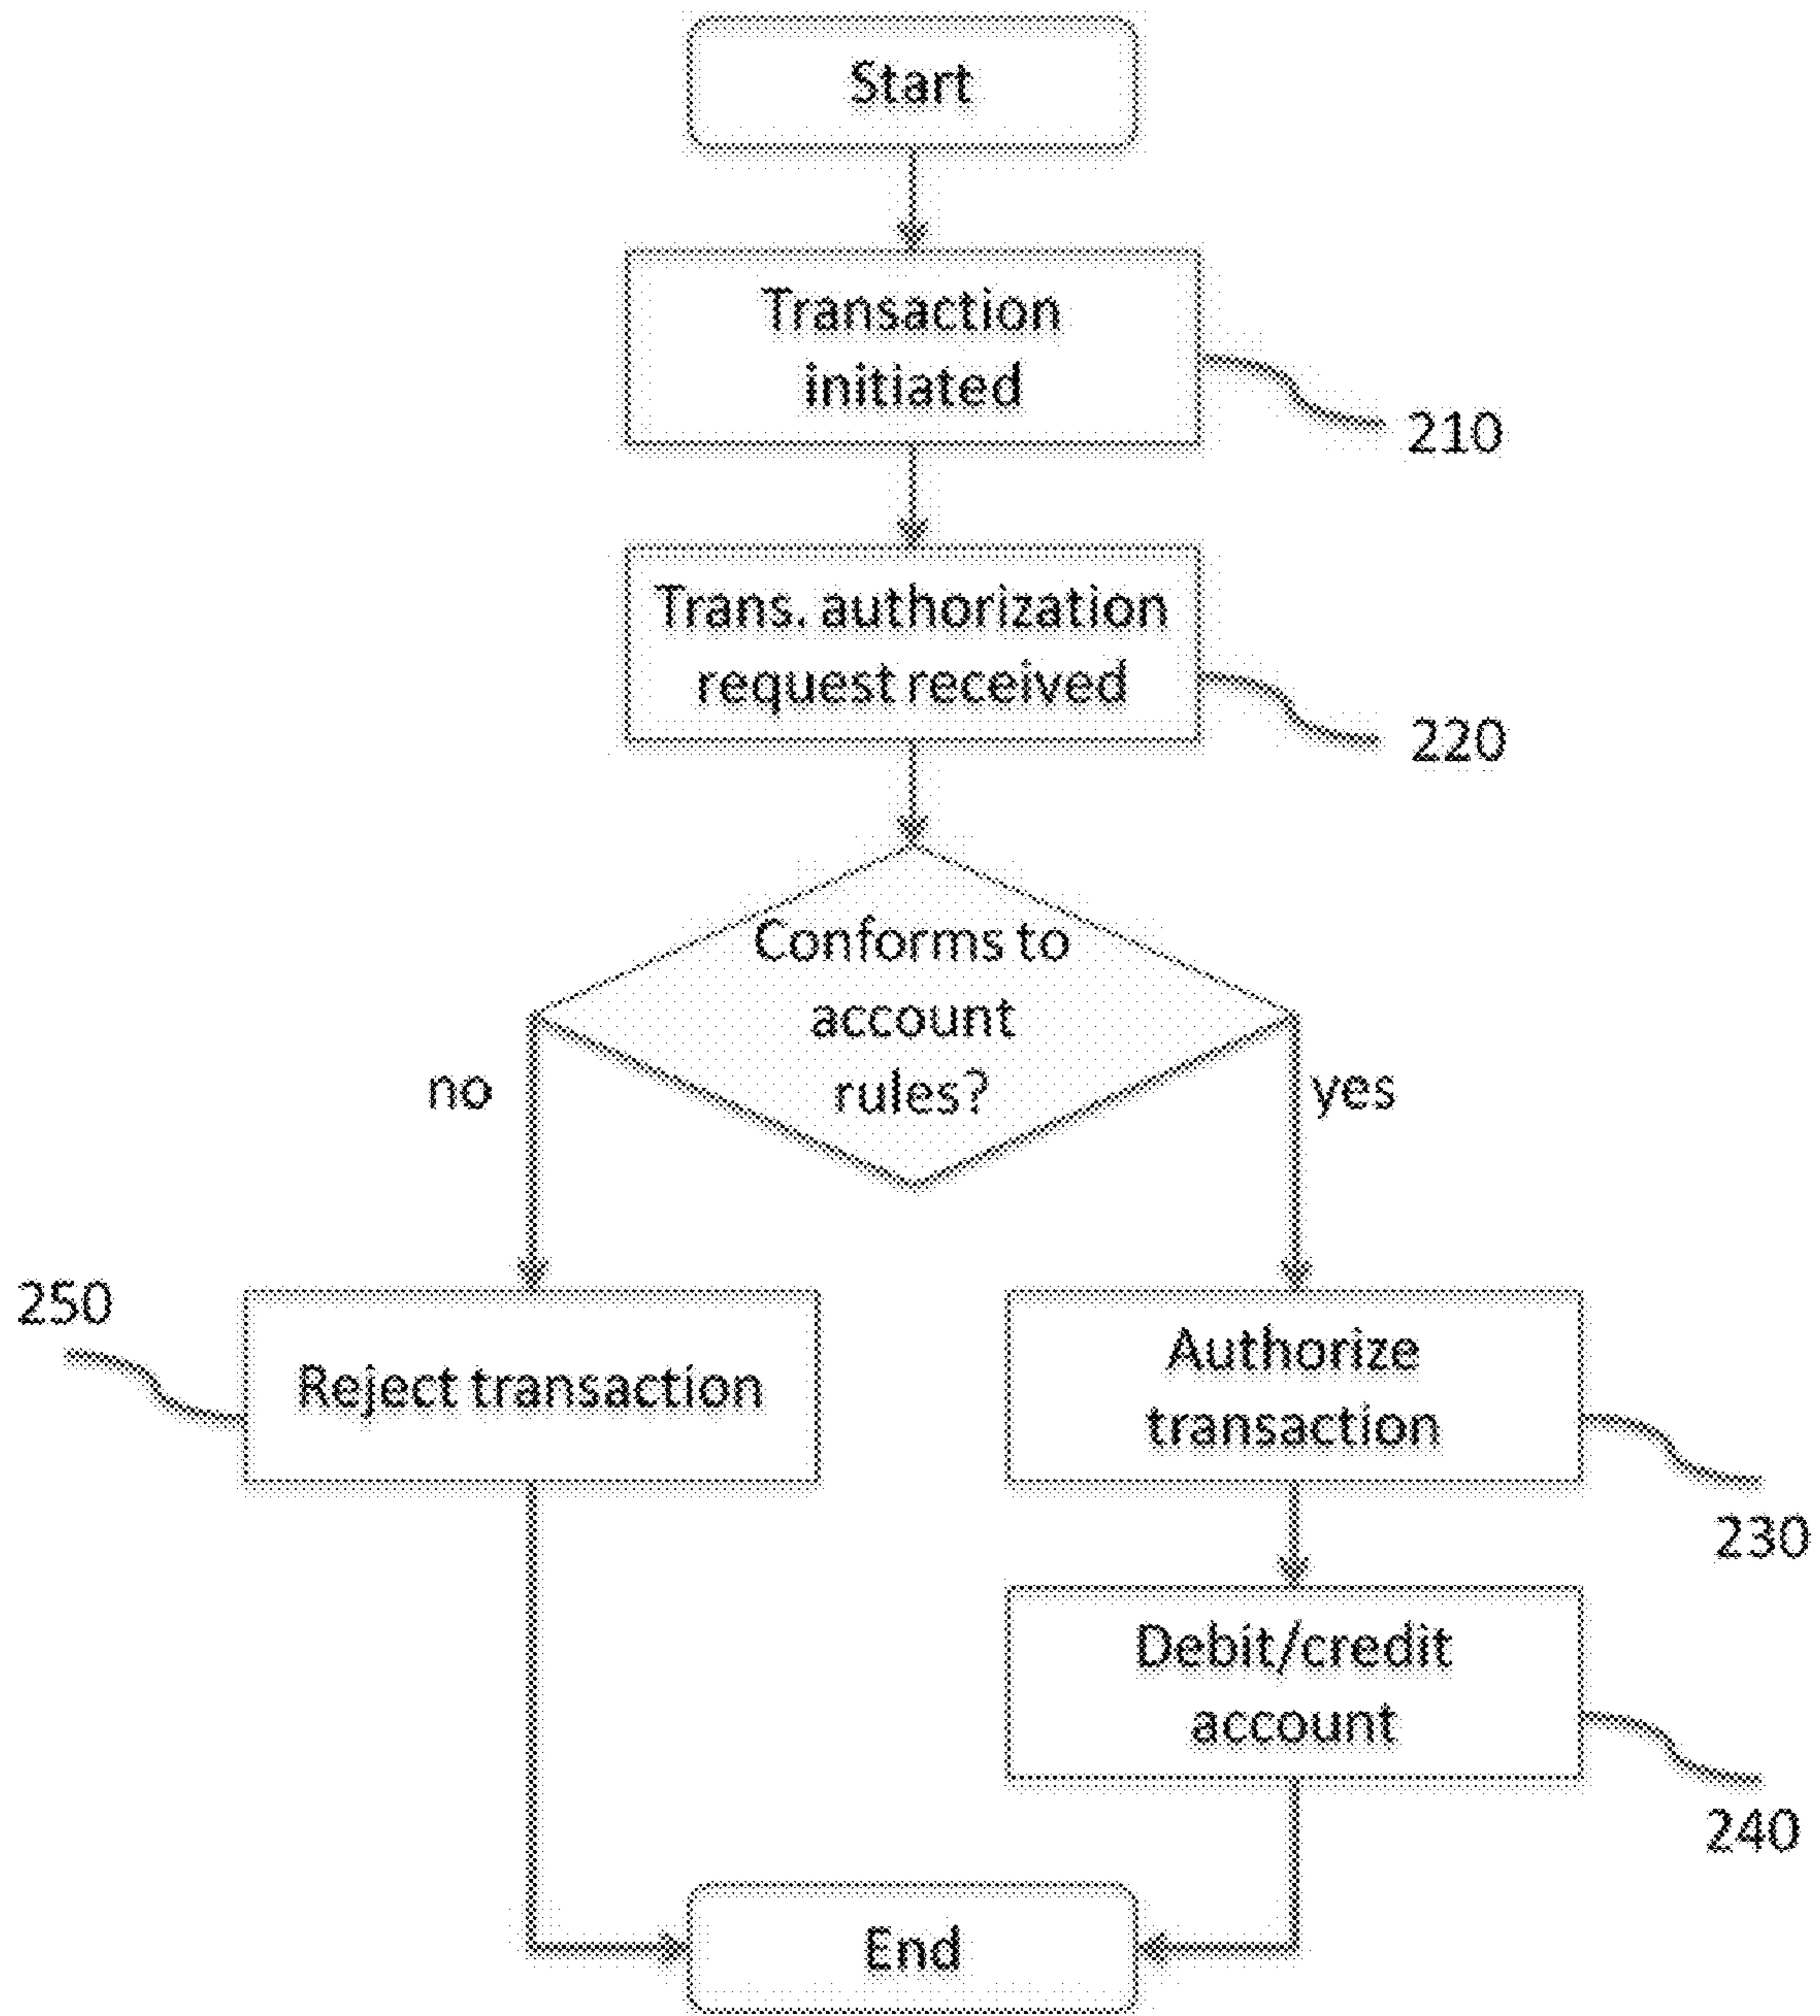 Start
Transaction
initiated
210
Trans. authorization
request received
220
Conforms to
account
rules?
no
yes
250
Reject transaction
Authorize
transaction
230
Debit/credit
account
240
End